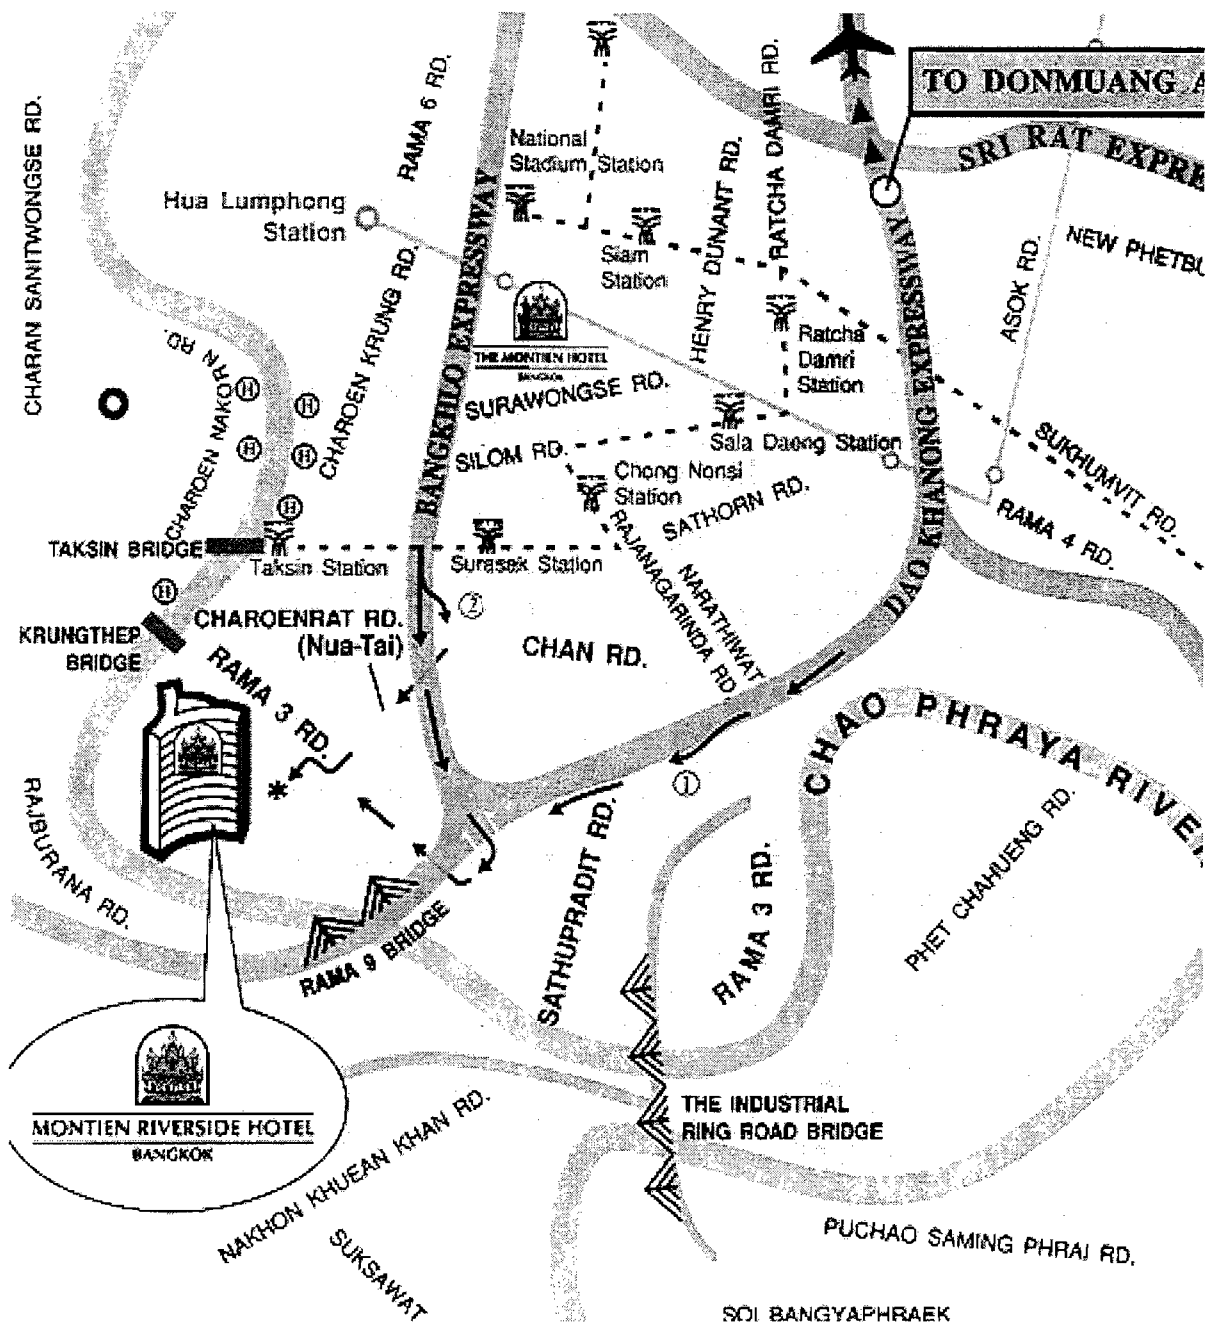 TO DONMUANG A
SRI RAT EXPRE
RAMA 6 RD.
RATCHA DAMRI RD.
HENRY DUNANT RD.
CHARAN SANITWONGSE RD.
National
Stadium Station
Hua Lumphong
Station
Siam
Station
NEW PHETBU
ASOK RD.
BANGKHLO EXPRESSWAY
DAO KHANONG EXPRESSWAY
CHAROEN KRUNG RD.
CHAROEN NAKORN RD.
THE MONTIEN HOTEL
BANGKOK
Ratcha
Damri
Station
SURAWONGSE RD.
SILOM RD.
Sala Daeng Station
Chong Nonsi
Station
SATHORN RD.
SUKHUMVIT RD.
RAMA 4 RD.
H
H
H
H
H
H
TAKSIN BRIDGE
Taksin Station
Surasak Station
NARATHIWAT
RAJANAGARINDA RD.
2
CHAROENRAT RD.
(Nua-Tai)
KRUNGTHEP
BRIDGE
CHAN RD.
RAMA 3 RD.
1
CHAO PHRAYA RIVER
RAJBURANA RD.
SATHUPRADIT RD.
RAMA 3 RD.
PHET CHAHUENG RD.
RAMA 9 BRIDGE
MONTIEN RIVERSIDE HOTEL
BANGKOK
THE INDUSTRIAL
RING ROAD BRIDGE
NAKHON KHUEAN KHAN RD.
SUKSAWAT
PUCHAO SAMING PHRAI RD.
SOI BANGYAPHRAEK